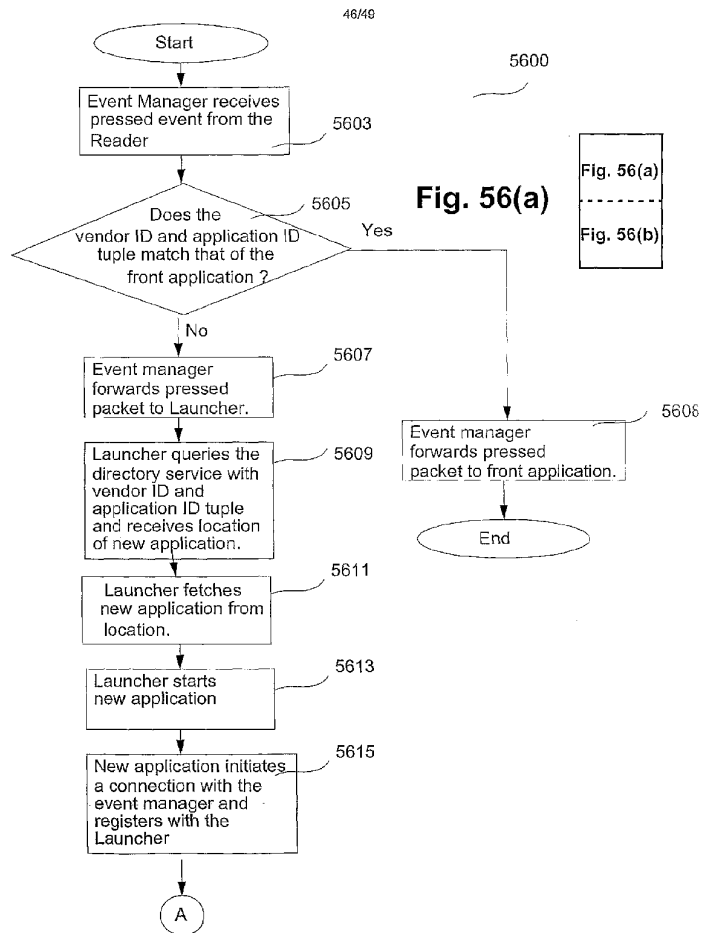 46/49
Start
5600
Event Manager receives
pressed event from the
Reader
5603
Fig. 56(a)
Fig. 56(a)
Fig. 56(b)
5605
Does the
vendor ID and application ID
tuple match that of the
front application ?
Yes
No
Event manager
forwards pressed
packet to Launcher.
5607
Event manager
forwards pressed
packet to front application.
5608
End
Launcher queries the
directory service with
vendor ID and
application ID tuple
and receives location
of new application.
5609
Launcher fetches
new application from
location.
5611
Launcher starts
new application
5613
New application initiates
a connection with the
event manager and
registers with the
Launcher
5615
A